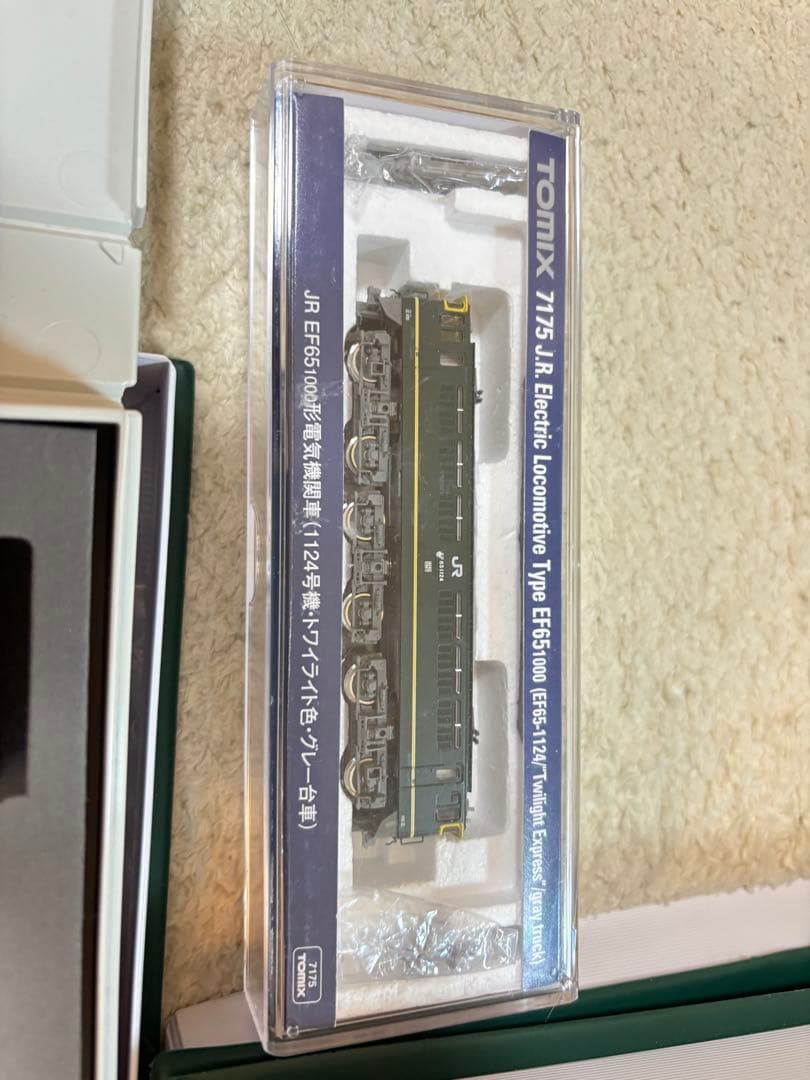 TOMIX 7175 J.R. Electric Locomotive Type EF651000 (EF65-1124/"Twilight Express"/gray truck)
JR
EF651124
JR EF651000形電気機関車(1124号機・トワイライト色・グレー台車)
7175
TOMIX